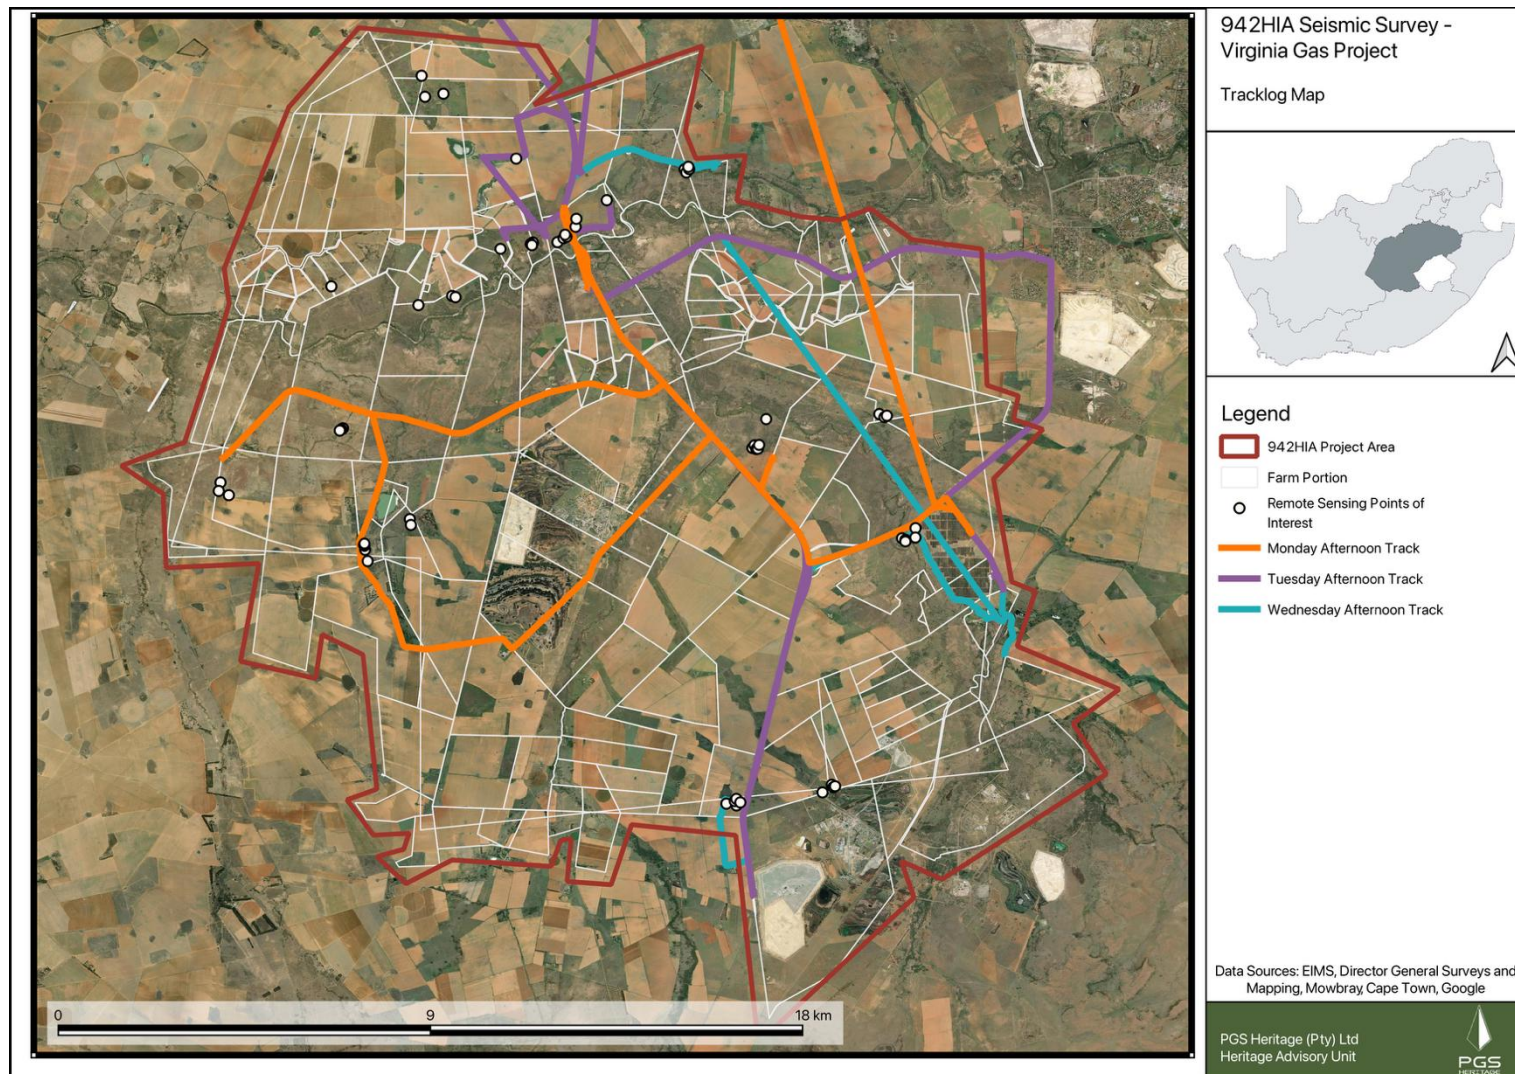 942HIA Seismic Survey -
Virginia Gas Project
Tracklog Map
Legend
942HIA Project Area
Farm Portion
Remote Sensing Points of
Interest
Monday Afternoon Track
Tuesday Afternoon Track
Wednesday Afternoon Track
0 9 18 km
Data Sources: EIMS, Director General Surveys and
Mapping, Mowbray, Cape Town, Google
PGS Heritage (Pty) Ltd
Heritage Advisory Unit
PGS
HERITAGE